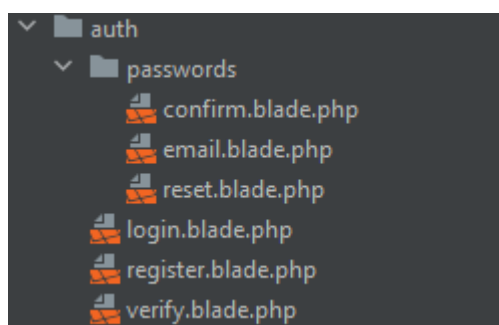 auth
passwords
confirm.blade.php
email.blade.php
reset.blade.php
login.blade.php
register.blade.php
verify.blade.php